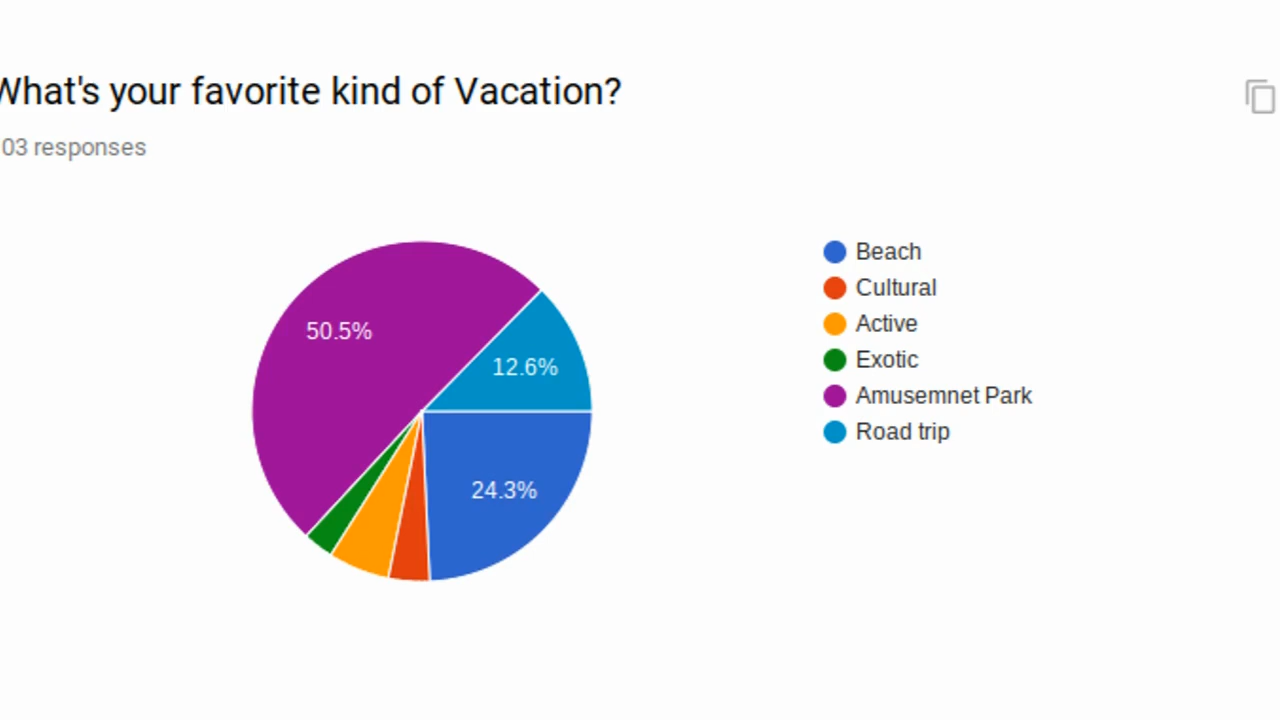 What's your favorite kind of Vacation?
03 responses
50.5%
12.6%
24.3%
Beach
Cultural
Active
Exotic
Amusemnet Park
Road trip